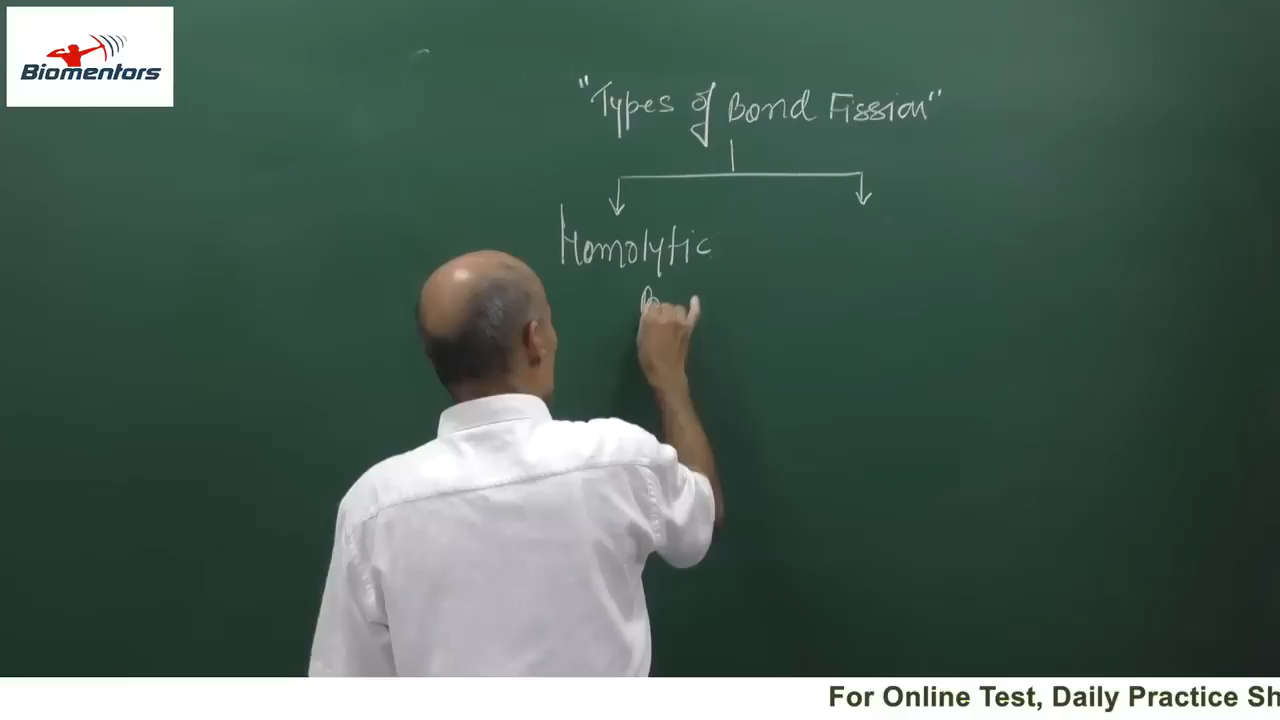 Biomentors
"Types of Bond Fission"
Homolytic
B
For Online Test, Daily Practice Sh